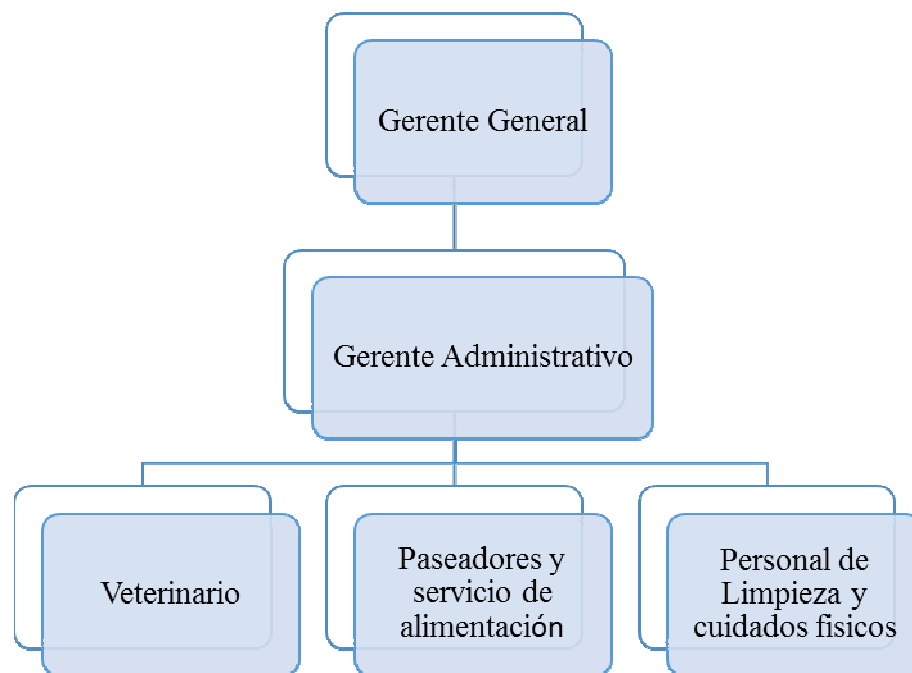 Gerente General
Gerente Administrativo
Veterinario
Paseadores y
servicio de
alimentación
Personal de
Limpieza y
cuidados fisicos